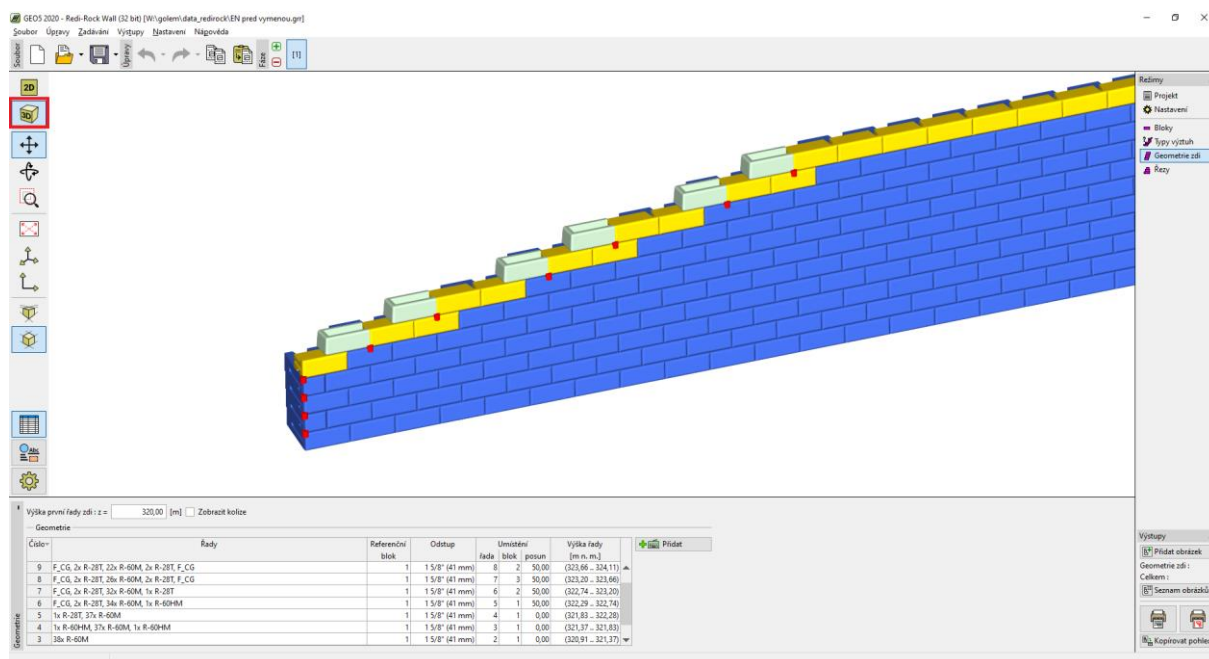 GEO5 2020 - Redi-Rock Wall (32 bit) [W:\golem\data_redirock\EN pred vymenou.grr]
Soubor Úpravy Zadávání Výstupy Nastavení Nápověda
Soubor
Úpravy
Fáze
[1]
2D
3D
Abc
Režimy
Projekt
Nastavení
Bloky
Typy výztuh
Geometrie zdi
Řezy
Výška první řady zdi : z = 320,00 [m] Zobrazit kolize
Geometrie
Číslo Řady Referenční Odstup Umístění Výška řady Přidat
blok řada blok posun [m n. m.]
9 F_CG, 2x R-28T, 22x R-60M, 2x R-28T, F_CG 1 1 5/8" (41 mm) 8 2 50,00 (323,66 .. 324,11)
8 F_CG, 2x R-28T, 26x R-60M, 2x R-28T, F_CG 1 1 5/8" (41 mm) 7 3 50,00 (323,20 .. 323,66)
7 F_CG, 2x R-28T, 32x R-60M, 1x R-28T 1 1 5/8" (41 mm) 6 2 50,00 (322,74 .. 323,20)
6 F_CG, 2x R-28T, 34x R-60M, 1x R-60HM 1 1 5/8" (41 mm) 5 1 50,00 (322,29 .. 322,74)
5 1x R-28T, 37x R-60M 1 1 5/8" (41 mm) 4 1 0,00 (321,83 .. 322,28)
4 1x R-60HM, 37x R-60M, 1x R-60HM 1 1 5/8" (41 mm) 3 1 0,00 (321,37 .. 321,83)
3 38x R-60M 1 1 5/8" (41 mm) 2 1 0,00 (320,91 .. 321,37)
Geometrie
Výstupy
Přidat obrázek
Geometrie zdi :
Celkem :
Seznam obrázků
Kopírovat pohled